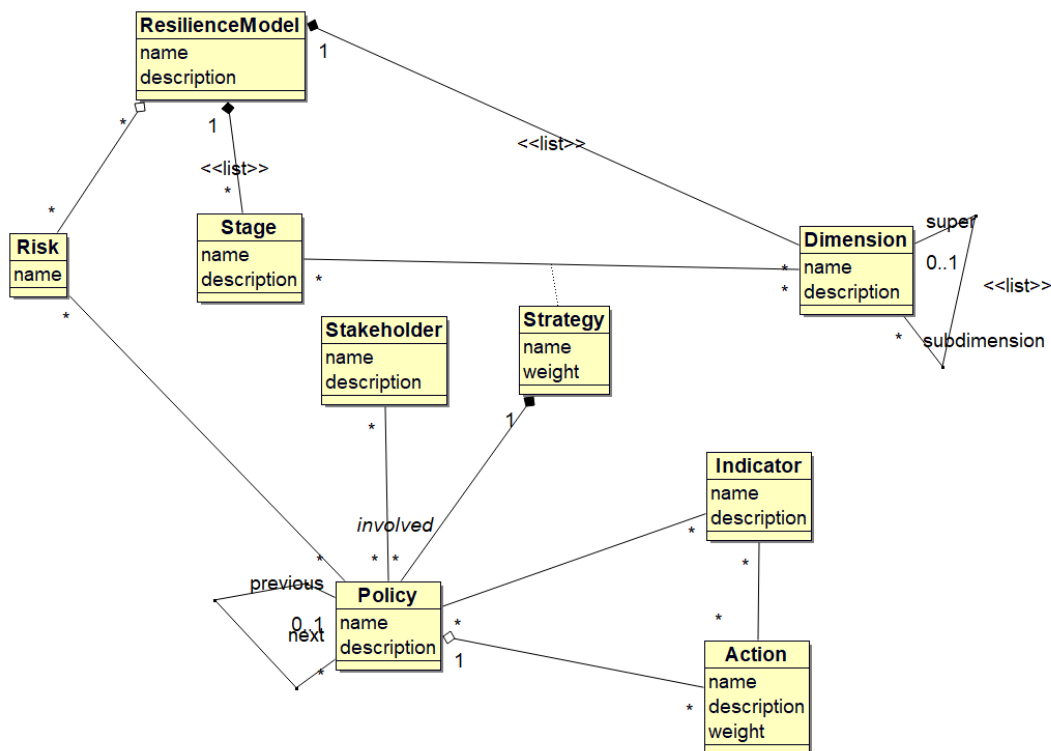 ResilienceModel
name
description
1
*
1
<<list>>
<<list>>
*
*
Risk
name
*
Stage
name
description
*
Dimension
name
description
*
*
super
0..1
<<list>>
*
subdimension
Stakeholder
name
description
*
Strategy
name
weight
1
Indicator
name
description
*
*
involved
*
*
*
previous
0..1
next
*
Policy
name
description
*
1
*
*
Action
name
description
weight